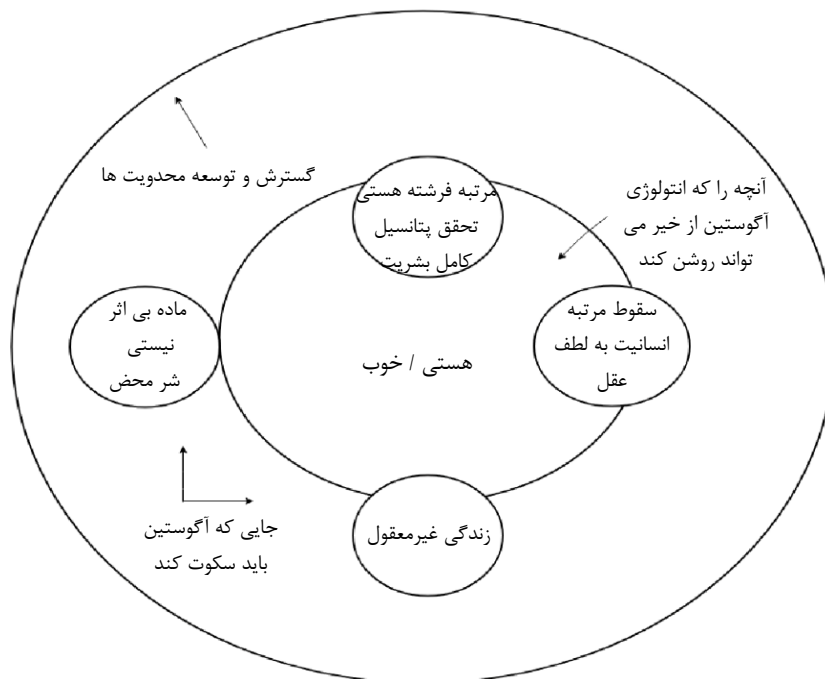 گسترش و توسعه محدویت ها
مرتبه فرشته هستی
تحقق پتانسیل
کامل بشریت
آنچه را که انتولوژی
آگوستین از خیر می
تواند روشن کند
ماده بی اثر
نیستی
شر محض
هستی / خوب
سقوط مرتبه
انسانیت به لطف
عقل
جایی که آگوستین
باید سکوت کند
زندگی غیرمعقول